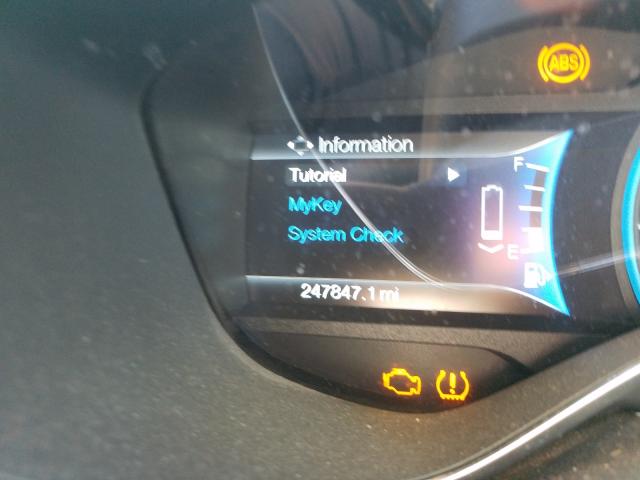 ABS
Information
Tutorial
MyKey
System Check
F
E
247847.1 mi